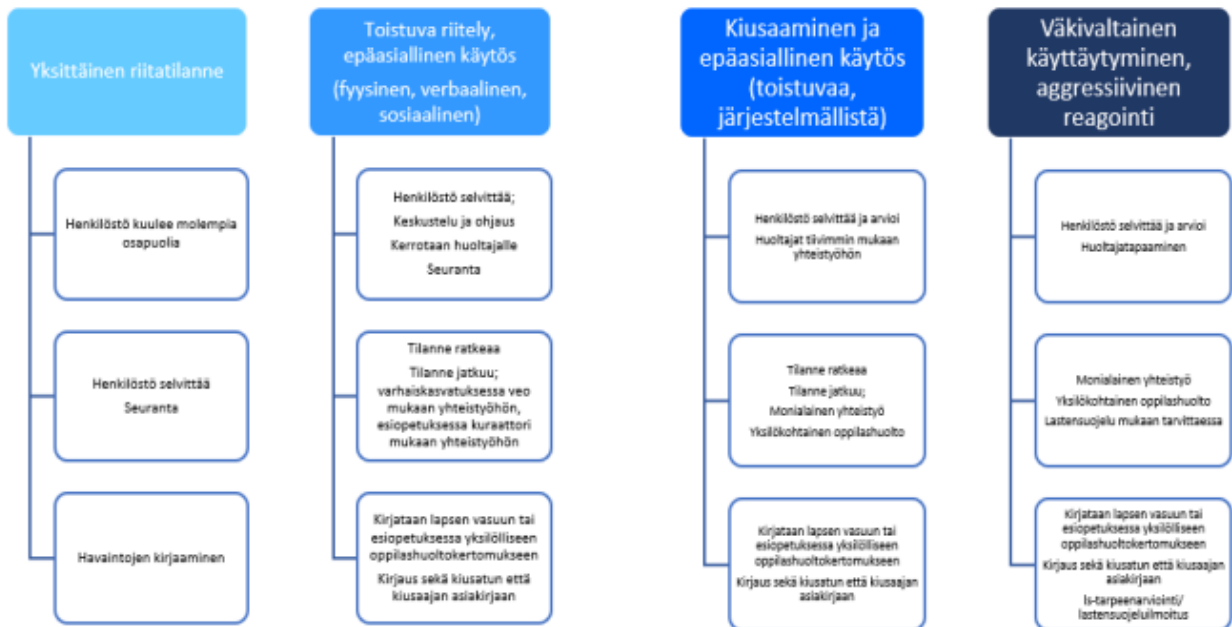 Yksittäinen riitatilanne
Henkilöstö kuulee molempia
osapuolia
Henkilöstö selvittää
Seuranta
Havaintojen kirjaaminen
Toistuva riitely,
epäasiallinen käytös
(fyysinen, verbaalinen,
sosiaalinen)
Henkilöstö selvittää;
Keskustelu ja ohjaus
Kerrotaan huoltajalle
Seuranta
Tilanne ratkeaa
Tilanne jatkuu;
varhaiskasvatuksessa veo
mukaan yhteistyöhön,
esiopetuksessa kuraattori
mukaan yhteistyöhön
Kirjataan lapsen vasuun tai
esiopetuksessa yksilölliseen
oppilashuoltokertomukseen
Kirjaus sekä kiusatun että
kiusaajan asiakirjaan
Kiusaaminen ja
epäasiallinen käytös
(toistuvaa,
järjestelmällistä)
Henkilöstö selvittää ja arvioi
Huoltajat tiivimmin mukaan
yhteistyöhön
Tilanne ratkeaa
Tilanne jatkuu;
Monialainen yhteistyö
Yksilökohtainen oppilashuolto
Kirjataan lapsen vasuun tai
esiopetuksessa yksilölliseen
oppilashuoltokertomukseen
Kirjaus sekä kiusatun että kiusaajan
asiakirjaan
Väkivaltainen
käyttäytyminen,
aggressiivinen
reagointi
Henkilöstö selvittää ja arvioi
Huoltajatapaaminen
Monialainen yhteistyö
Yksilökohtainen oppilashuolto
Lastensuojelu mukaan tarvittaessa
Kirjataan lapsen vasuun tai
esiopetuksessa yksilölliseen
oppilashuoltokertomukseen
Kirjaus sekä kiusatun että kiusaajan
asiakirjaan
ls-tarpeenarviointi/
lastensuojeluilmoitus